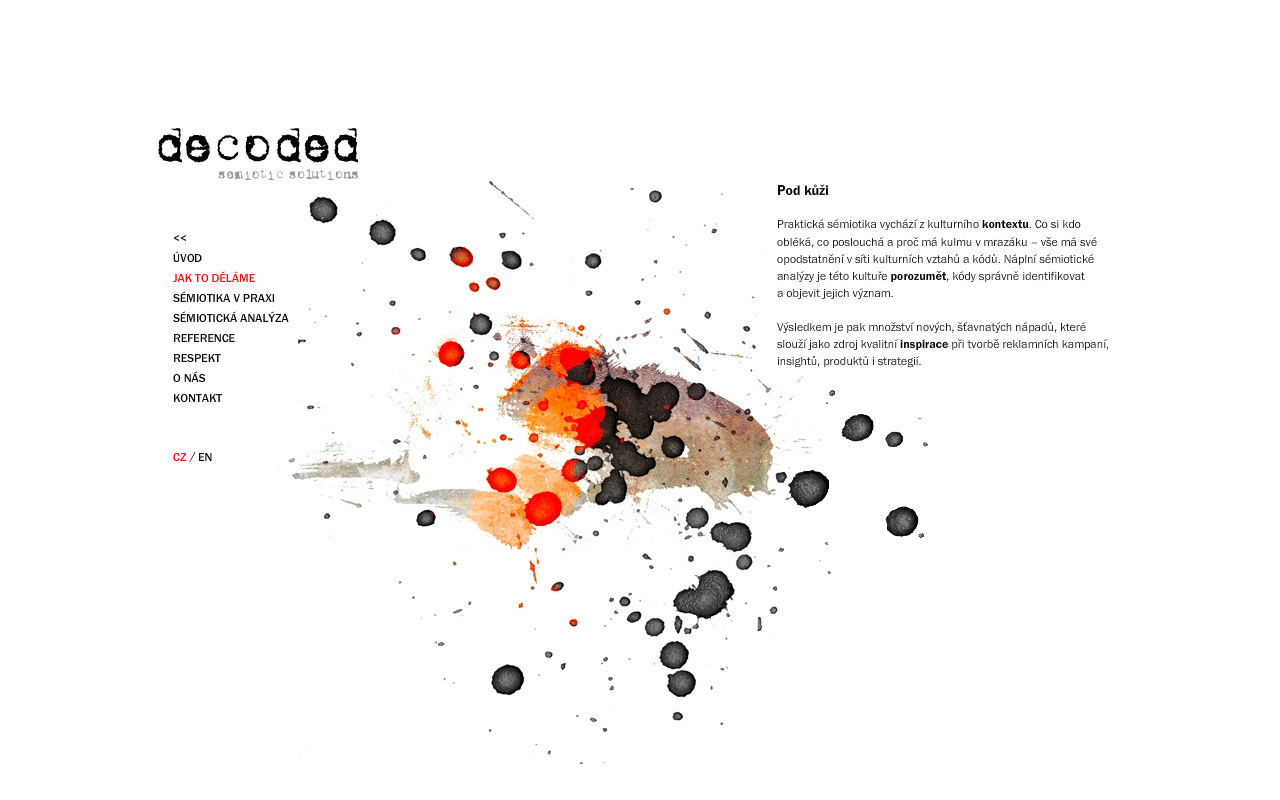 decoded
semiotic solutions
<<
ÚVOD
JAK TO DĚLÁME
SÉMIOTIKA V PRAXI
SÉMIOTICKÁ ANALÝZA
REFERENCE
RESPEKT
O NÁS
KONTAKT
CZ / EN
Pod kůži
Praktická sémiotika vychází z kulturního kontextu. Co si kdo
obléká, co poslouchá a proč má kulmu v mrazáku – vše má své
opodstatnění v síti kulturních vztahů a kódů. Náplní sémiotické
analýzy je této kultuře porozumět, kódy správně identifikovat
a objevit jejich význam.
Výsledkem je pak množství nových, šťavnatých nápadů, které
slouží jako zdroj kvalitní inspirace při tvorbě reklamních kampaní,
insightů, produktů i strategií.